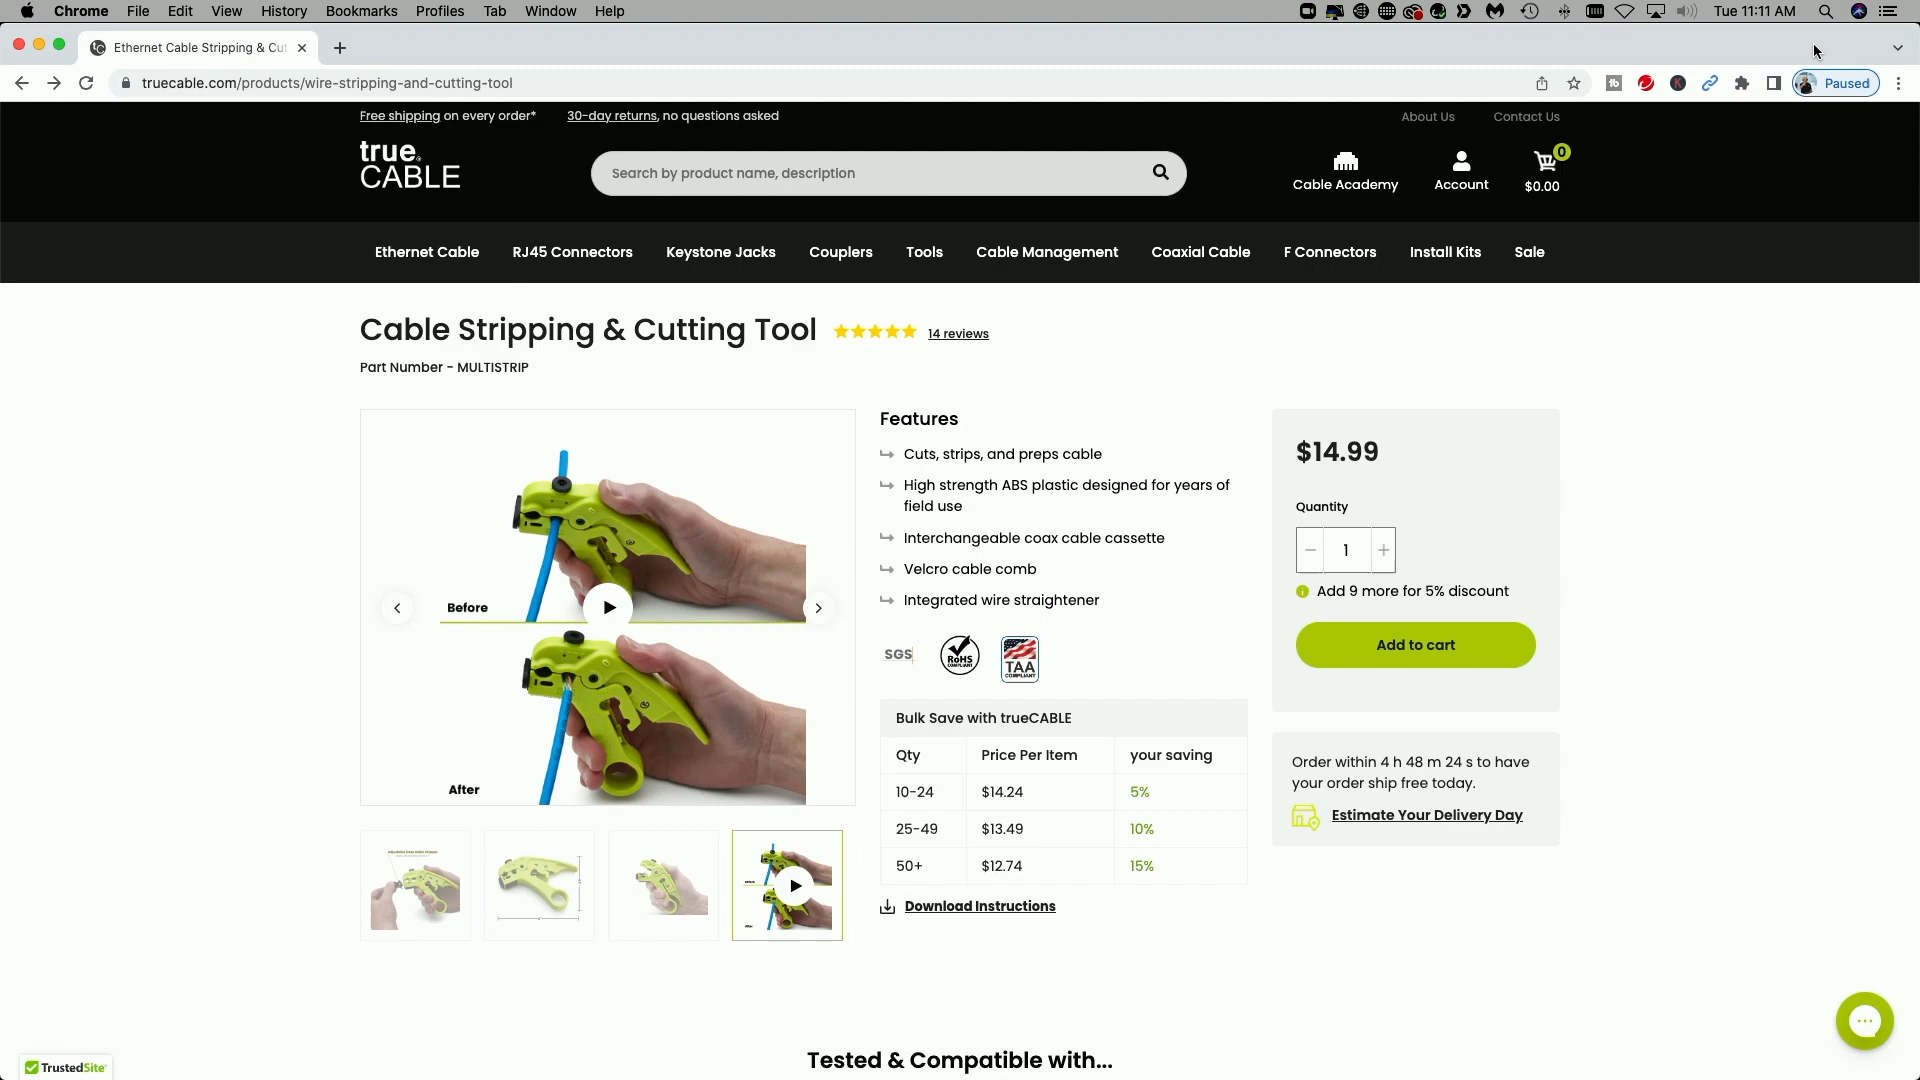 Chrome File Edit View History Bookmarks Profiles Tab Window Help Tue 11:11 AM
Ethernet Cable Stripping & Cut
truecable.com/products/wire-stripping-and-cutting-tool Paused
Free shipping on every order* 30-day returns, no questions asked About Us Contact Us
true CABLE
Search by product name, description
Cable Academy Account 0 $0.00
Ethernet Cable RJ45 Connectors Keystone Jacks Couplers Tools Cable Management Coaxial Cable F Connectors Install Kits Sale
Cable Stripping & Cutting Tool 14 reviews
Part Number - MULTISTRIP
Before
After
Features
Cuts, strips, and preps cable
High strength ABS plastic designed for years of
field use
Interchangeable coax cable cassette
Velcro cable comb
Integrated wire straightener
SGS RoHS COMPLIANT TAA COMPLIANT
Bulk Save with trueCABLE
Qty Price Per Item your saving
10-24 $14.24 5%
25-49 $13.49 10%
50+ $12.74 15%
Download Instructions
$14.99
Quantity
− 1 +
Add 9 more for 5% discount
Add to cart
Order within 4 h 48 m 24 s to have
your order ship free today.
Estimate Your Delivery Day
Tested & Compatible with...
TrustedSite